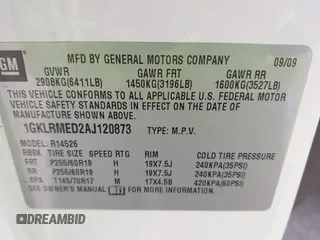 GM
MFD BY GENERAL MOTORS COMPANY 09/09
GVWR GAWR FRT GAWR RR
2908KG(6411LB) 1450KG(3196LB) 1600KG(3527LB)
THIS VEHICLE CONFORMS TO ALL APPLICABLE U.S. FEDERAL
MOTOR VEHICLE SAFETY STANDARDS IN EFFECT ON THE DATE OF
MANUFACTURE SHOWN ABOVE.
1GKLRMED2AJ120873 TYPE: M.P.V.
MODEL: R14526
RBBK TIRE SIZE SPEED RTG RIM COLD TIRE PRESSURE
FRT P255/60R19 H 19X7.5J 240KPA(35PSI)
RR P255/60R19 H 19X7.5J 240KPA(35PSI)
SPA T145/70R17 M 17X4.5B 420KPA(60PSI)
SEE OWNER'S MANUAL FOR MORE INFORMATION.
DREAMBID